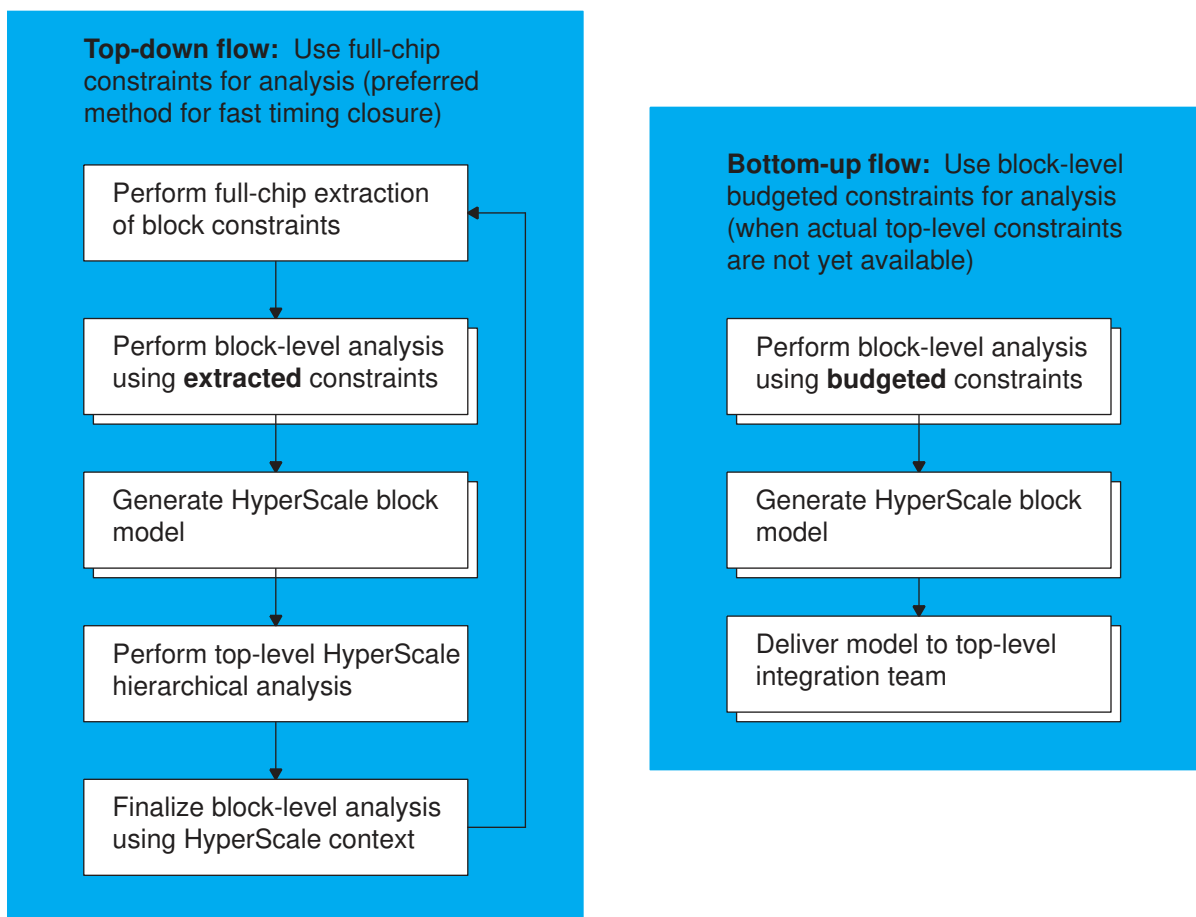 Top-down flow: Use full-chip
constraints for analysis (preferred
method for fast timing closure)
Perform full-chip extraction
of block constraints
Perform block-level analysis
using extracted constraints
Generate HyperScale block
model
Perform top-level HyperScale
hierarchical analysis
Finalize block-level analysis
using HyperScale context
Bottom-up flow: Use block-level
budgeted constraints for analysis
(when actual top-level constraints
are not yet available)
Perform block-level analysis
using budgeted constraints
Generate HyperScale block
model
Deliver model to top-level
integration team